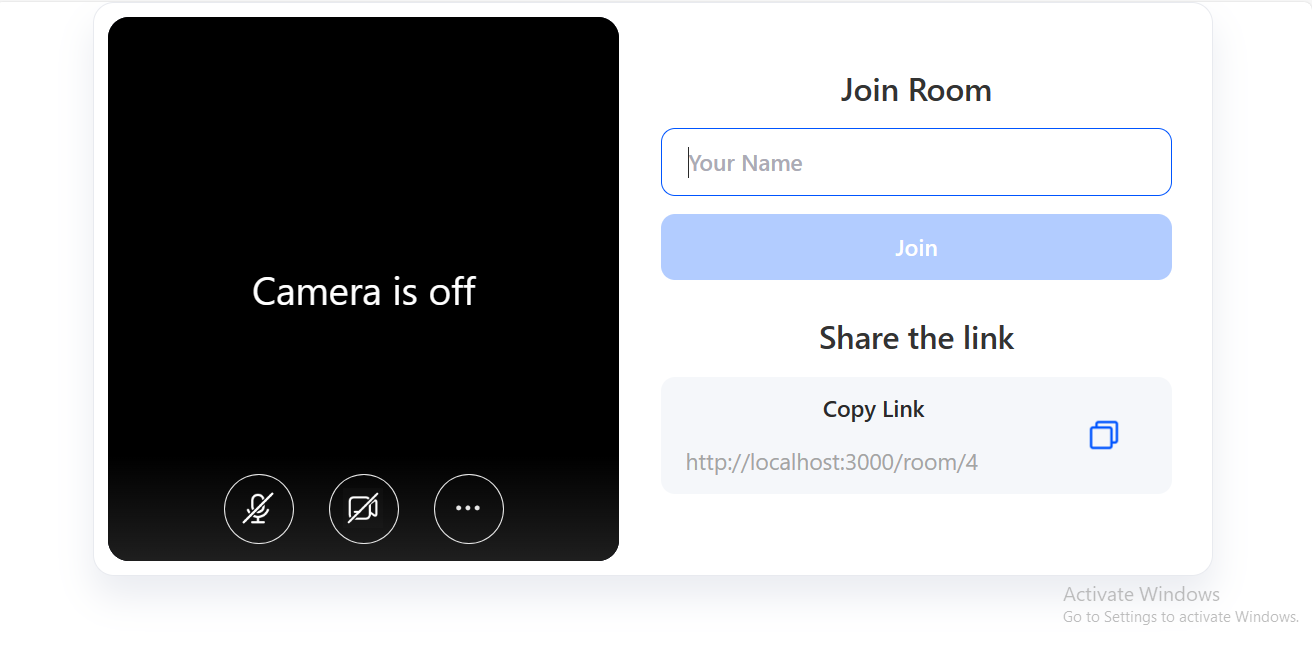 Camera is off
Join Room
Your Name
Join
Share the link
Copy Link
http://localhost:3000/room/4
Activate Windows
Go to Settings to activate Windows.